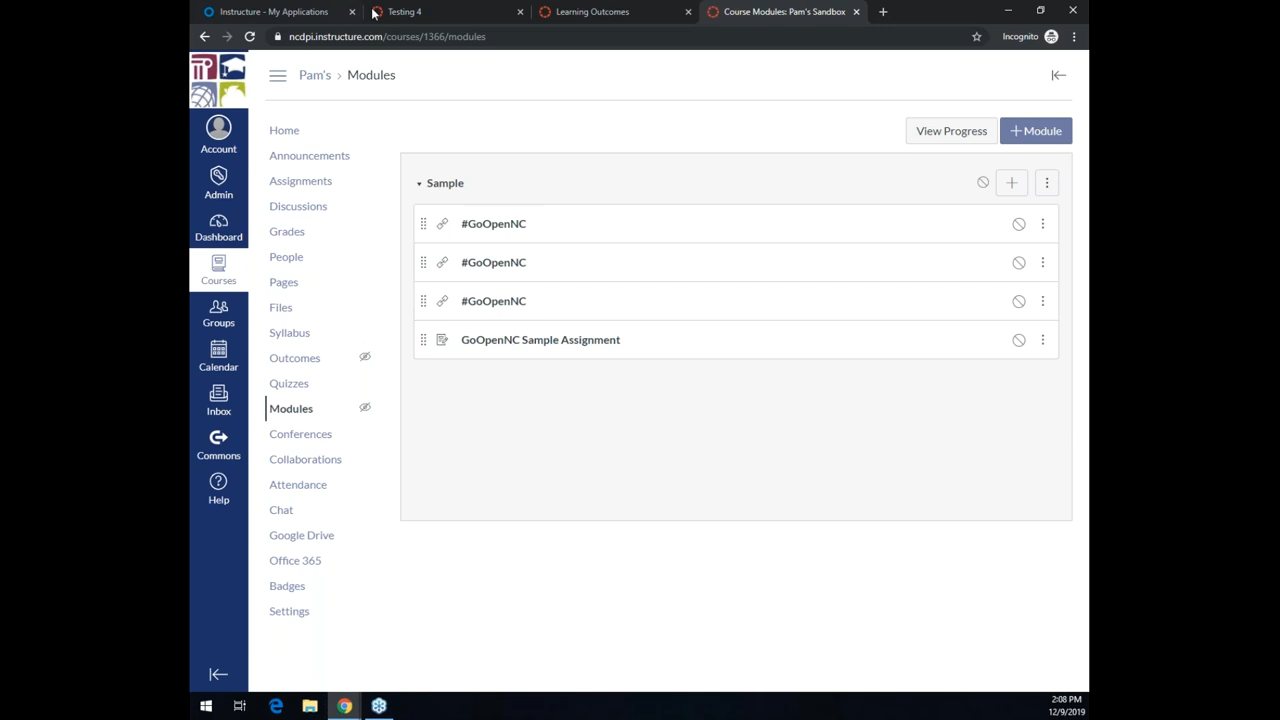 Instructure - My Applications
Testing 4
Learning Outcomes
Course Modules: Pam's Sandbox
ncdpi.instructure.com/courses/1366/modules
Incognito
Pam's › Modules
Account
Admin
Dashboard
Courses
Groups
Calendar
Inbox
Commons
Help
Home
Announcements
Assignments
Discussions
Grades
People
Pages
Files
Syllabus
Outcomes
Quizzes
Modules
Conferences
Collaborations
Attendance
Chat
Google Drive
Office 365
Badges
Settings
View Progress
+ Module
Sample
#GoOpenNC
#GoOpenNC
#GoOpenNC
GoOpenNC Sample Assignment
2:08 PM
12/9/2019